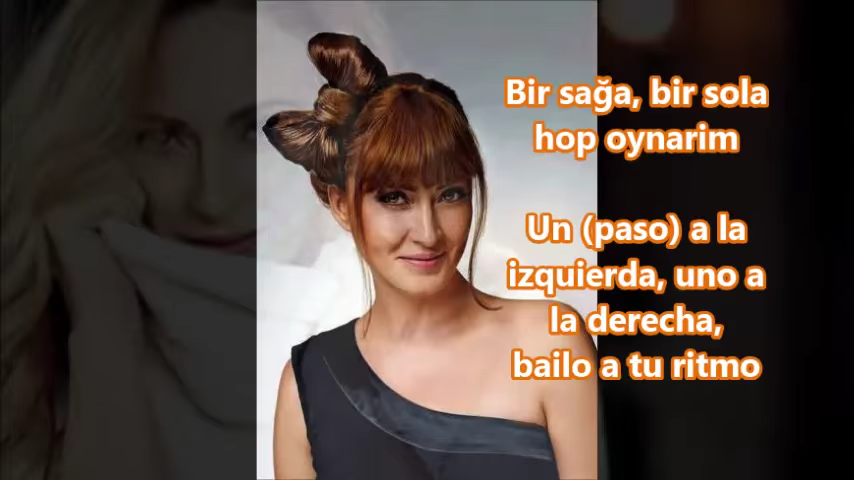 Bir sağa, bir sola
hop oynarim
Un (paso) a la
izquierda, uno a
la derecha,
bailo a tu ritmo